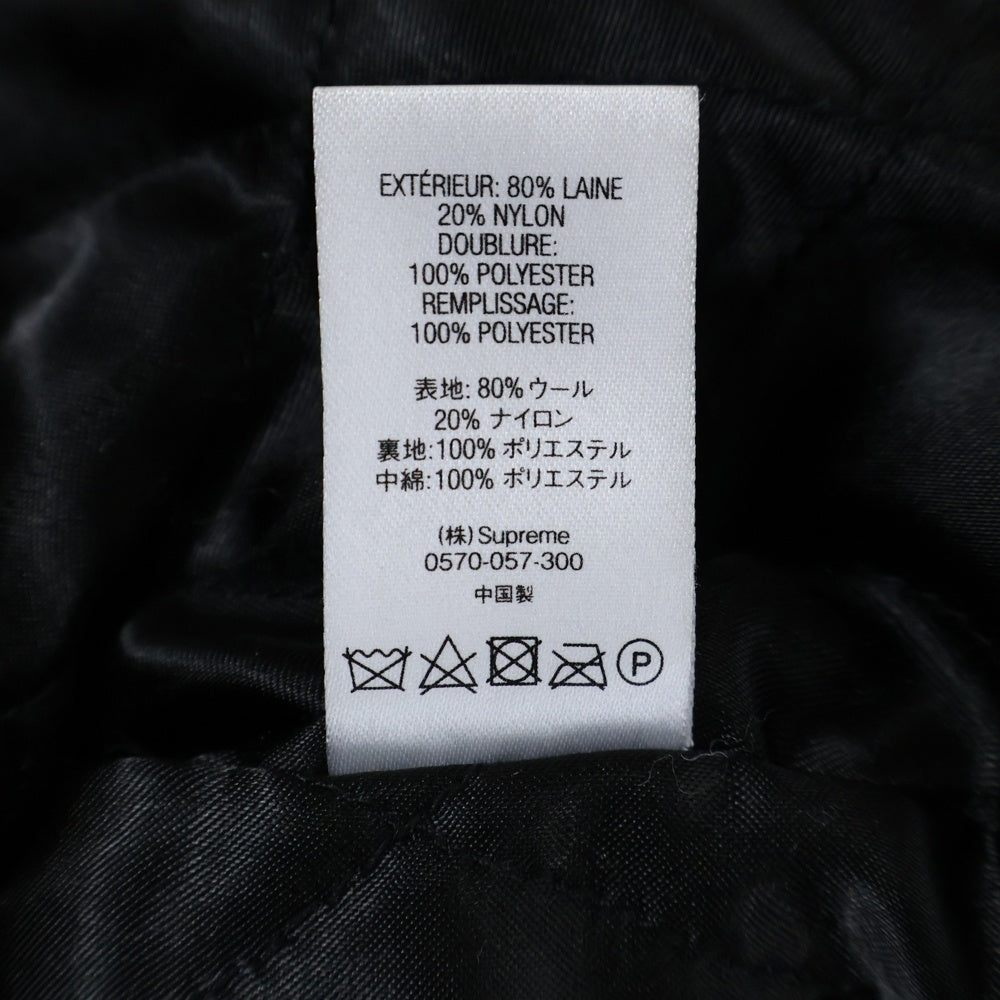 EXTÉRIEUR: 80% LAINE
20% NYLON
DOUBLURE:
100% POLYESTER
REMPLISSAGE:
100% POLYESTER
表地: 80% ウール
20% ナイロン
裏地:100% ポリエステル
中綿:100% ポリエステル
(株) Supreme
0570-057-300
中国製
P